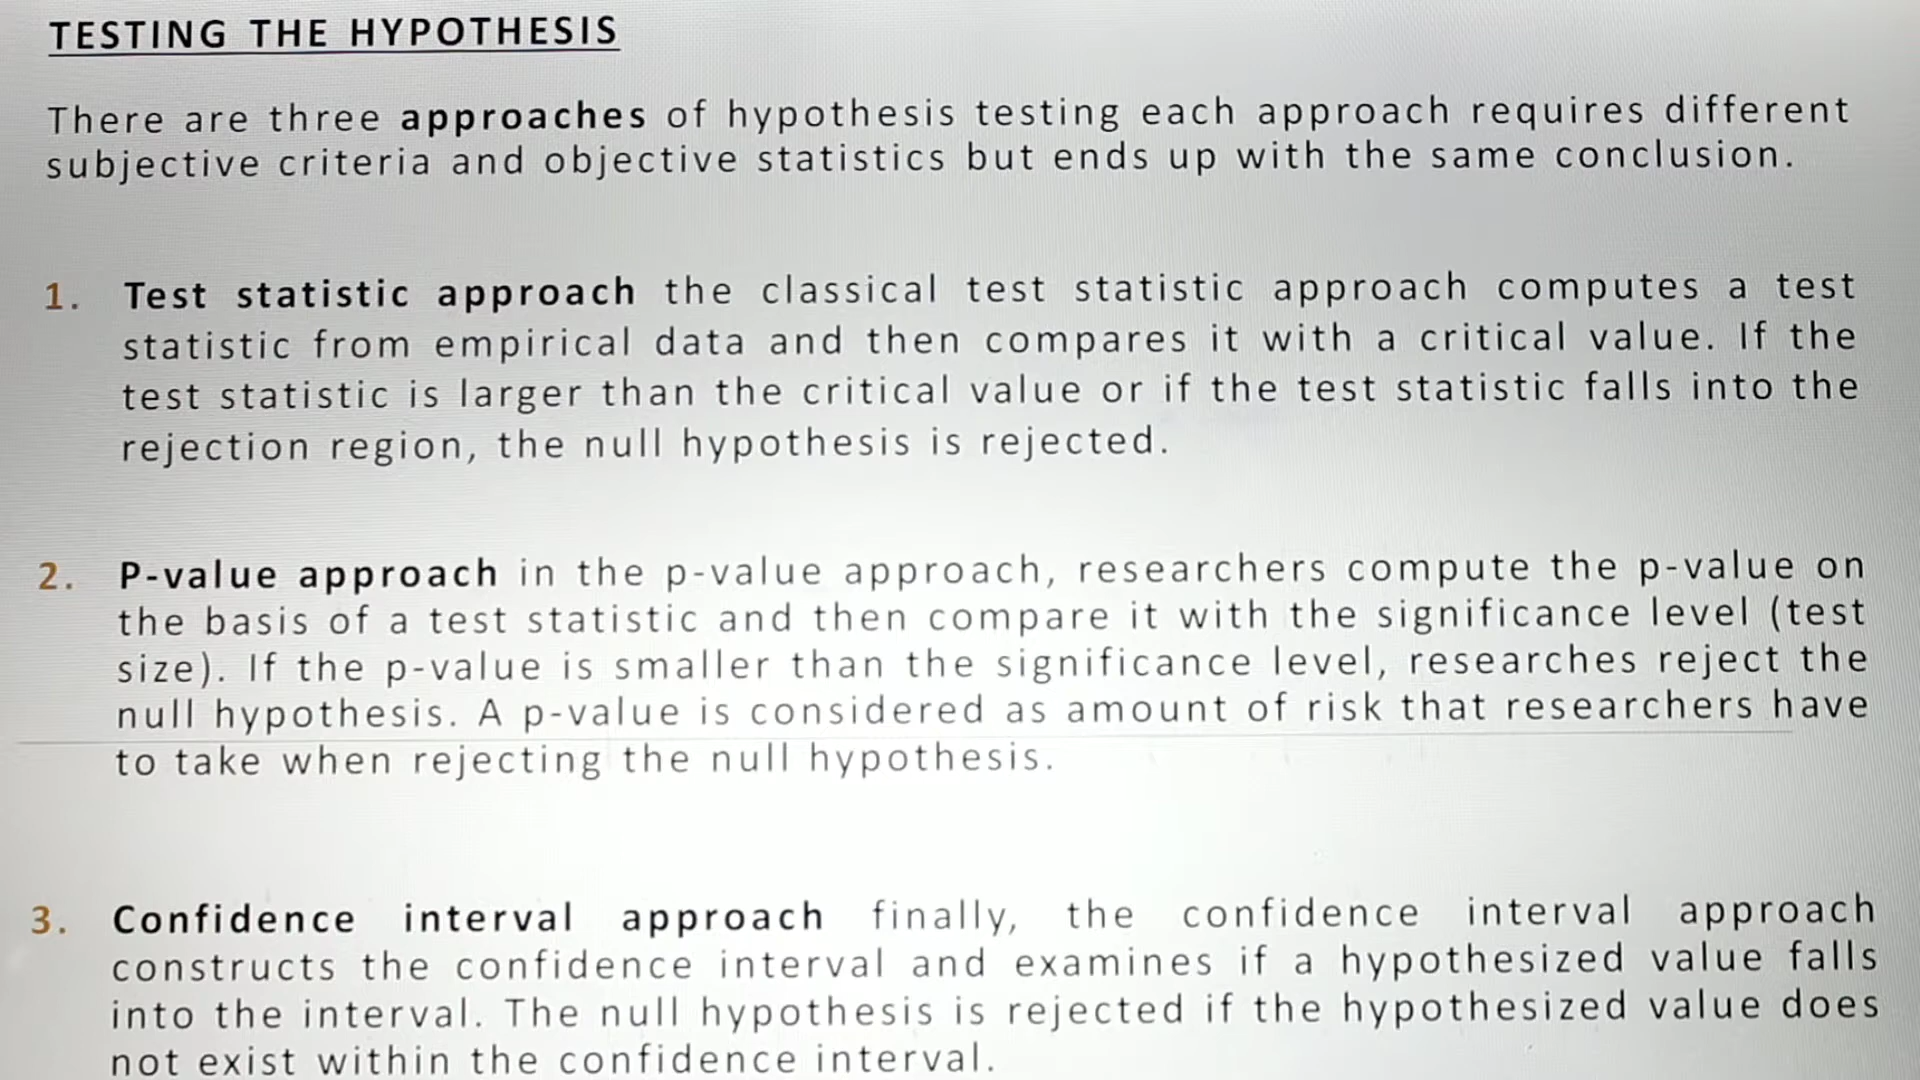 TESTING THE HYPOTHESIS
There are three approaches of hypothesis testing each approach requires different
subjective criteria and objective statistics but ends up with the same conclusion.
1. Test statistic approach the classical test statistic approach computes a test
statistic from empirical data and then compares it with a critical value. If the
test statistic is larger than the critical value or if the test statistic falls into the
rejection region, the null hypothesis is rejected.
2. P-value approach in the p-value approach, researchers compute the p-value on
the basis of a test statistic and then compare it with the significance level (test
size). If the p-value is smaller than the significance level, researches reject the
null hypothesis. A p-value is considered as amount of risk that researchers have
to take when rejecting the null hypothesis.
3. Confidence interval approach finally, the confidence interval approach
constructs the confidence interval and examines if a hypothesized value falls
into the interval. The null hypothesis is rejected if the hypothesized value does
not exist within the confidence interval.